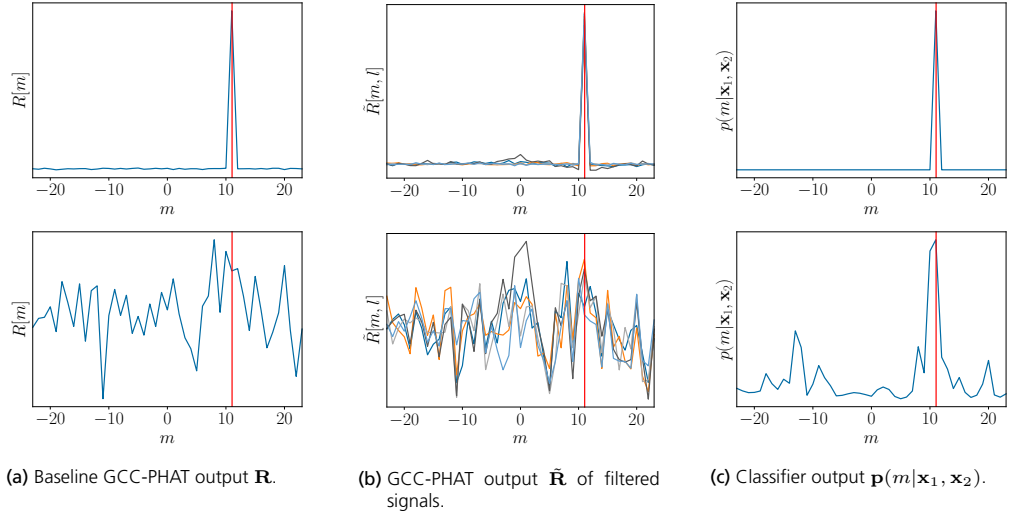 R[m]
−20 −10 0 10 20
m
R̃[m, l]
−20 −10 0 10 20
m
p(m|x₁, x₂)
−20 −10 0 10 20
m
R[m]
−20 −10 0 10 20
m
R̃[m, l]
−20 −10 0 10 20
m
p(m|x₁, x₂)
−20 −10 0 10 20
m
(a) Baseline GCC-PHAT output R.
(b) GCC-PHAT output R̃ of filtered
signals.
(c) Classifier output p(m|x₁, x₂).